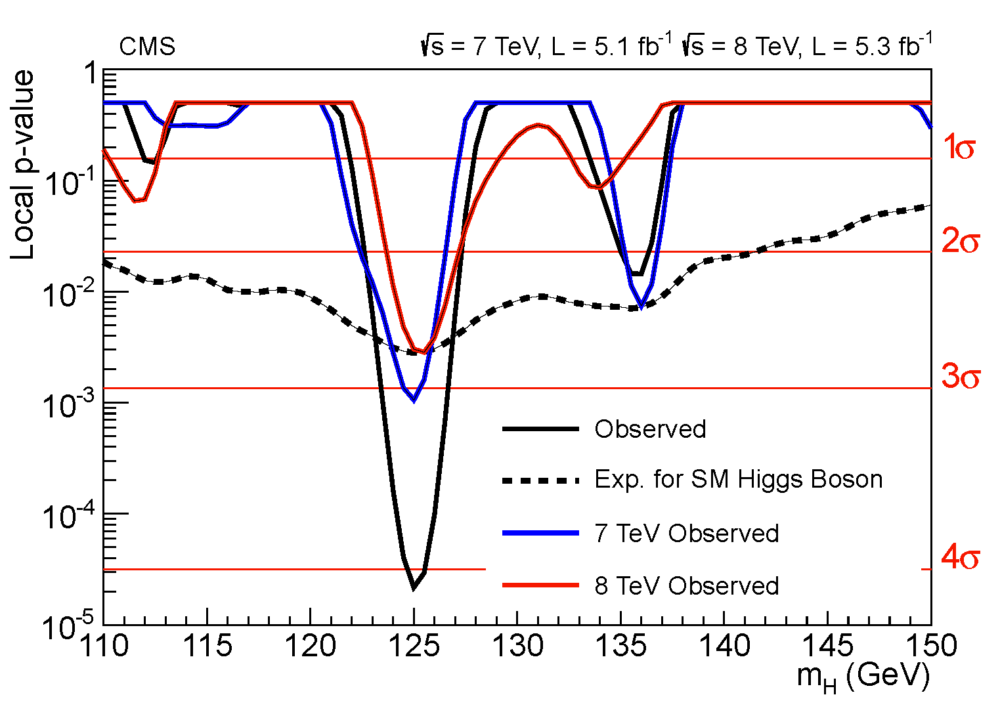 CMS
√s = 7 TeV, L = 5.1 fb⁻¹ √s = 8 TeV, L = 5.3 fb⁻¹
Local p-value
1
10⁻¹
10⁻²
10⁻³
10⁻⁴
10⁻⁵
1σ
2σ
3σ
4σ
Observed
Exp. for SM Higgs Boson
7 TeV Observed
8 TeV Observed
110 115 120 125 130 135 140 145 150
m_H (GeV)